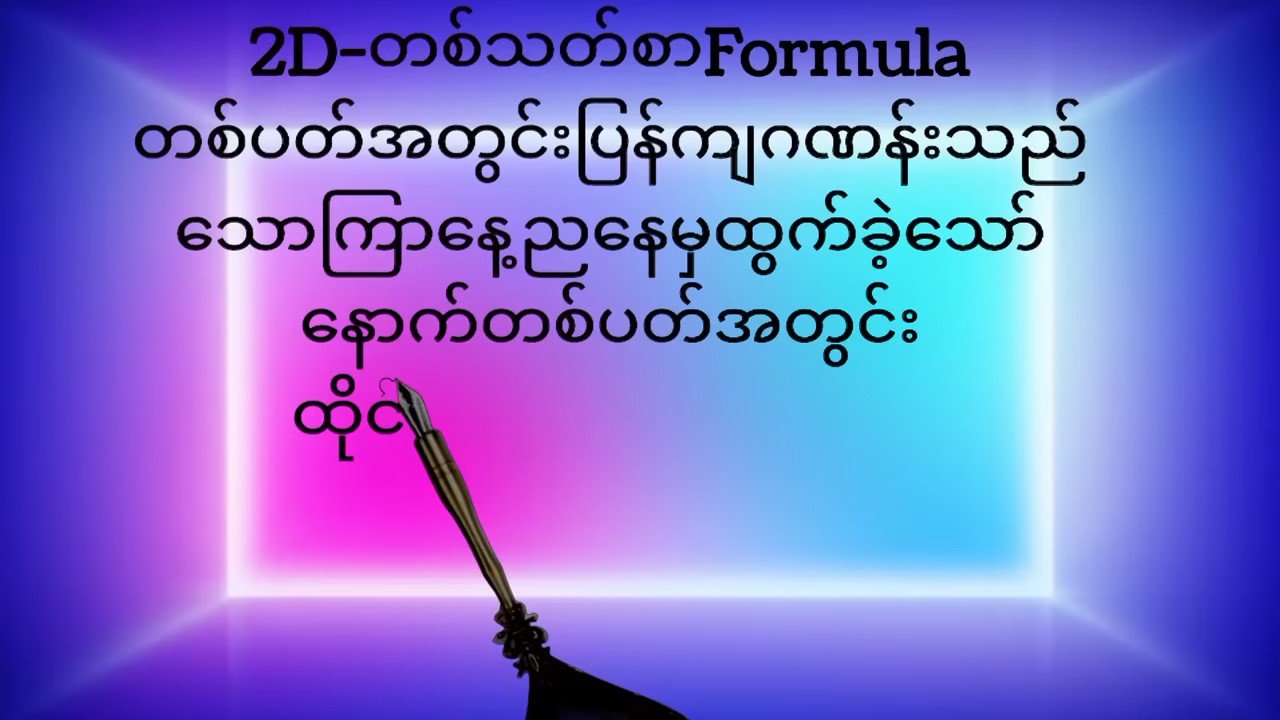 2D-တစ်သတ်စာFormula
တစ်ပတ်အတွင်းပြန်ကျဂဏန်းသည်
သောကြာနေ့ညနေမှထွက်ခဲ့သော်
နောက်တစ်ပတ်အတွင်း
ထိုင